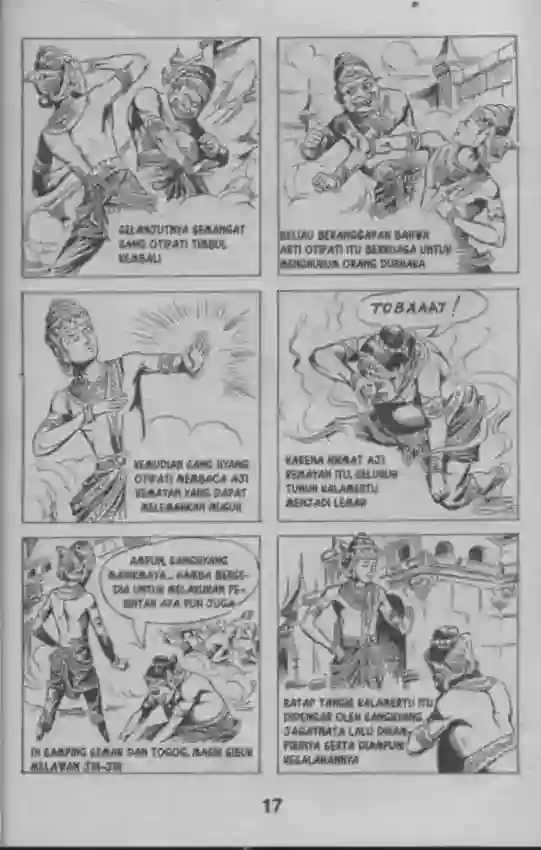 SELANJUTNYA SEMANGAT
SANG OTIPATI TIMBUL
KEMBALI
BELIAU BERANGGAPAN BAHWA
ARTI OTIPATI ITU BERKUASA UNTUK
MENGHUKUM ORANG DURHAKA
KEMUDIAN SANG HYANG
OTIPATI MEMBACA AJI
KEMAYAN YANG DAPAT
MELEMAHKAN MUSUH
TOBAAAT!
KARENA HIKMAT AJI
KEMAYAN ITU, SELURUH
TUBUH KALAMERTU
MENJADI LEMAH
AMPUN, SANGHYANG
MANIKMAYA... HAMBA BERSE-
DIA UNTUK MELAKUKAN PE-
RINTAH APA PUN JUGA
DI SAMPING SEMAR DAN TOGOG, MASIH SIBUK
MELAWAN JIN-JIN
RATAP TANGIS KALAMERTU ITU
DIDENGAR OLEH SANGHYANG
JAGATNATA LALU DIHAM-
PIRINYA SERTA DIAMPUNI
KESALAHANNYA
17